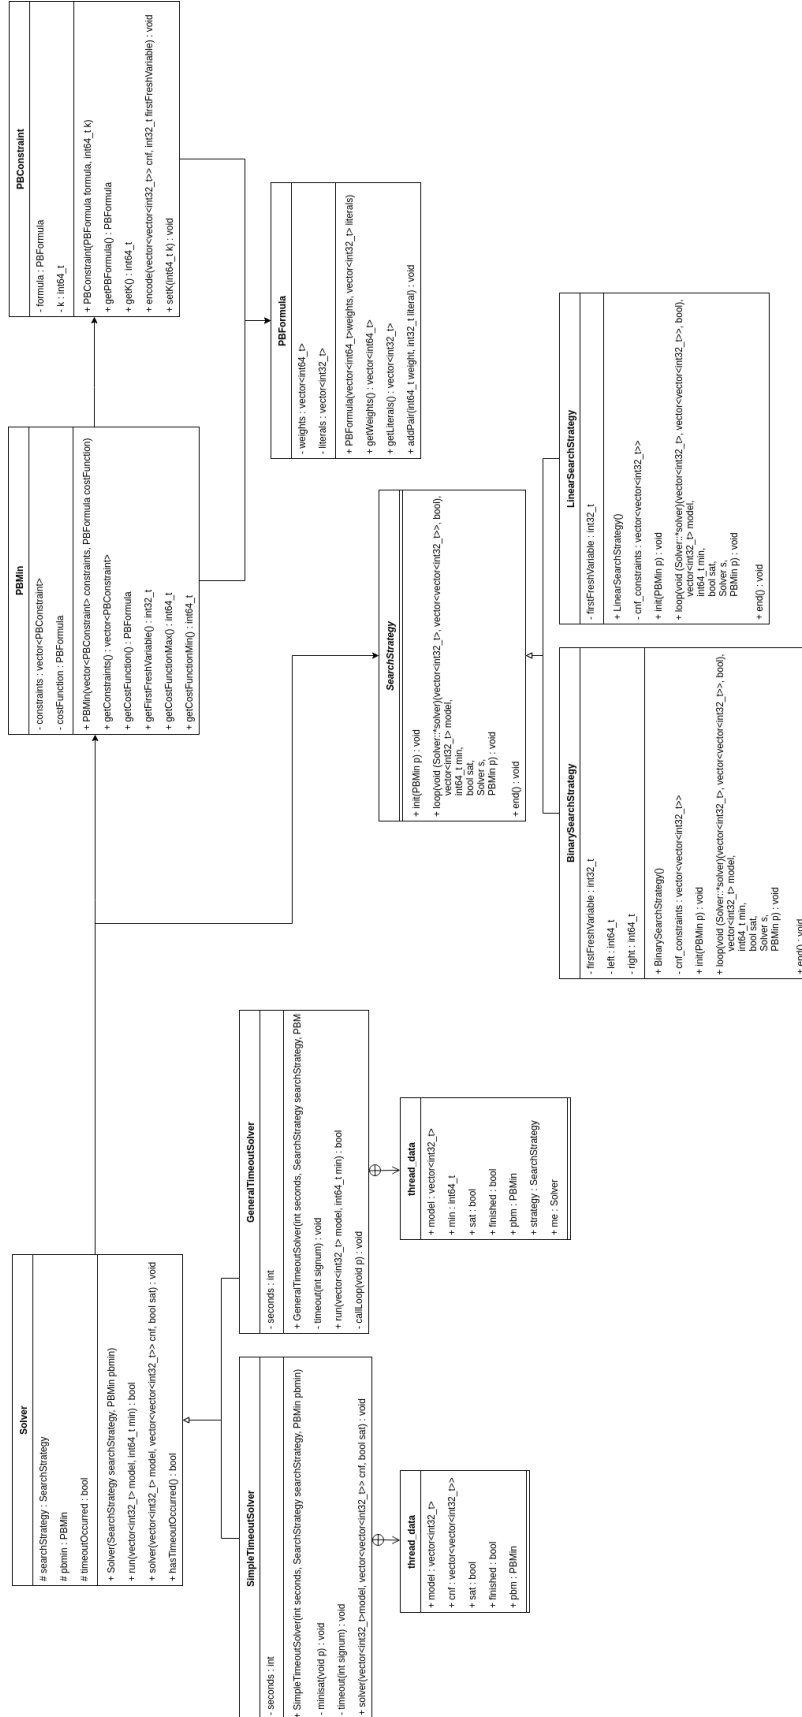 PBConstraint
- formula : PBFormula
- k : int64_t
+ PBConstraint(PBFormula formula, int64_t k)
+ getPBFormula() : PBFormula
+ getK() : int64_t
+ encode(vector<vector<int32_t>> cnf, int32_t firstFreshVariable) : void
+ setK(int64_t k) : void
PBMin
- constraints : vector<PBConstraint>
- costFunction : PBFormula
+ PBMin(vector<PBConstraint> constraints, PBFormula costFunction)
+ getConstraints() : vector<PBConstraint>
+ getCostFunction() : PBFormula
+ getFirstFreshVariable() : int32_t
+ getCostFunctionMax() : int64_t
+ getCostFunctionMin() : int64_t
PBFormula
- weights : vector<int64_t>
- literals : vector<int32_t>
+ PBFormula(vector<int64_t>weights, vector<int32_t> literals)
+ getWeights() : vector<int64_t>
+ getLiterals() : vector<int32_t>
+ addPair(int64_t weight, int32_t literal) : void
SearchStrategy
+ init(PBMin p) : void
+ loop(void (Solver::*solver)(vector<int32_t>, vector<vector<int32_t>>, bool),
vector<int32_t> model,
int64_t min,
bool sat,
Solver s,
PBMin p) : void
+ end() : void
LinearSearchStrategy
- firstFreshVariable : int32_t
+ LinearSearchStrategy()
- cnf_constraints : vector<vector<int32_t>>
+ init(PBMin p) : void
+ loop(void (Solver::*solver)(vector<int32_t>, vector<vector<int32_t>>, bool),
vector<int32_t> model,
int64_t min,
bool sat,
Solver s,
PBMin p) : void
+ end() : void
BinarySearchStrategy
- firstFreshVariable : int32_t
- left : int64_t
- right : int64_t
+ BinarySearchStrategy()
- cnf_constraints : vector<vector<int32_t>>
+ init(PBMin p) : void
+ loop(void (Solver::*solver)(vector<int32_t>, vector<vector<int32_t>>, bool),
vector<int32_t> model,
int64_t min,
bool sat,
Solver s,
PBMin p) : void
+ end() : void
Solver
# searchStrategy : SearchStrategy
# pbmin : PBMin
# timeoutOccurred : bool
+ Solver(SearchStrategy searchStrategy, PBMin pbmin)
+ run(vector<int32_t> model, int64_t min) : bool
+ solver(vector<int32_t> model, vector<vector<int32_t>> cnf, bool sat) : void
+ hasTimeoutOccurred() : bool
GeneralTimeoutSolver
- seconds : int
+ GeneralTimeoutSolver(int seconds, SearchStrategy searchStrategy, PBM
- timeout(int signum) : void
+ run(vector<int32_t> model, int64_t min) : bool
- callLoop(void p) : void
thread_data
+ model : vector<int32_t>
+ min : int64_t
+ sat : bool
+ finished : bool
+ pbm : PBMin
+ strategy : SearchStrategy
+ me : Solver
SimpleTimeoutSolver
- seconds : int
+ SimpleTimeoutSolver(int seconds, SearchStrategy searchStrategy, PBMin pbmin)
- minisat(void p) : void
- timeout(int signum) : void
+ solver(vector<int32_t>model, vector<vector<int32_t>> cnf, bool sat) : void
thread_data
+ model : vector<int32_t>
+ cnf : vector<vector<int32_t>>
+ sat : bool
+ finished : bool
+ pbm : PBMin